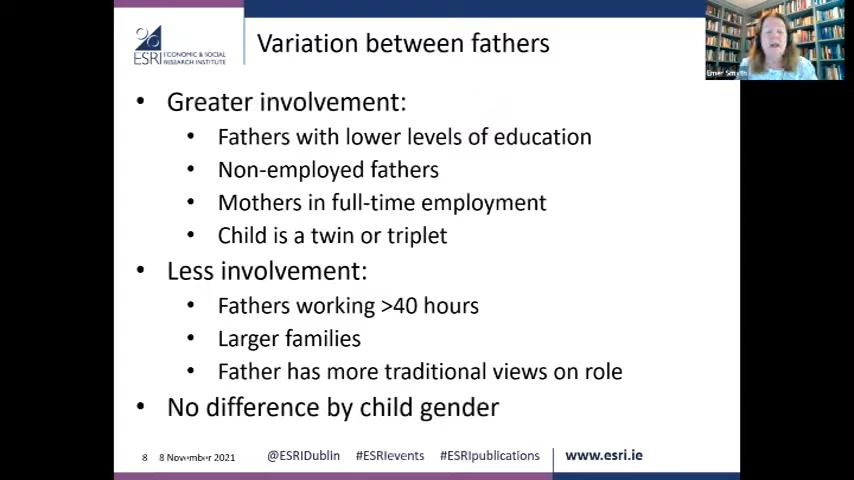 ESRI
ECONOMIC & SOCIAL
RESEARCH INSTITUTE
Variation between fathers
Emer Smyth
• Greater involvement:
• Fathers with lower levels of education
• Non-employed fathers
• Mothers in full-time employment
• Child is a twin or triplet
• Less involvement:
• Fathers working >40 hours
• Larger families
• Father has more traditional views on role
• No difference by child gender
8 8 November 2021 @ESRIDublin #ESRIevents #ESRIpublications www.esri.ie